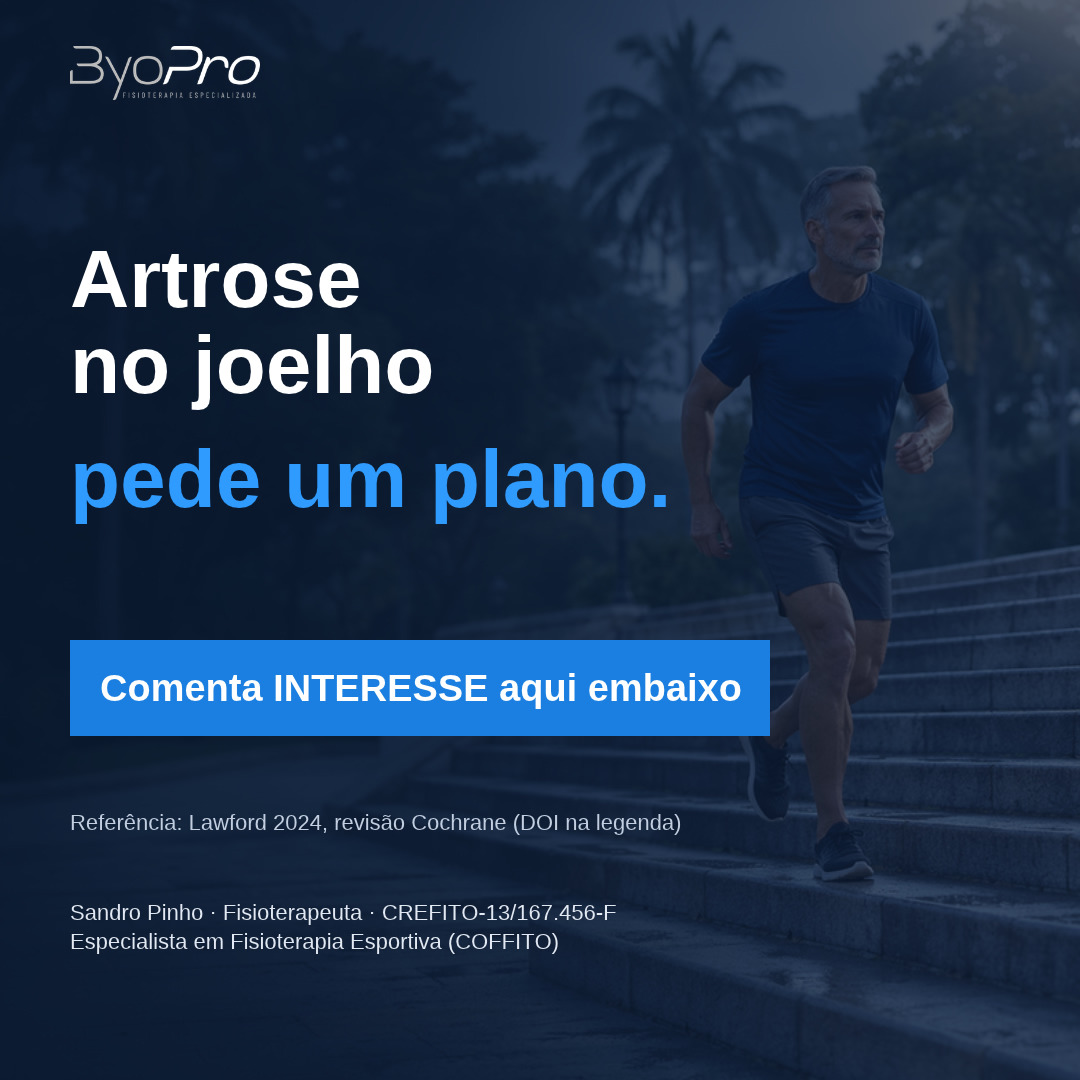 ByoPro
FISIOTERAPIA ESPECIALIZADA
Artrose
no joelho
pede um plano.
Comenta INTERESSE aqui embaixo
Referência: Lawford 2024, revisão Cochrane (DOI na legenda)
Sandro Pinho · Fisioterapeuta · CREFITO-13/167.456-F
Especialista em Fisioterapia Esportiva (COFFITO)